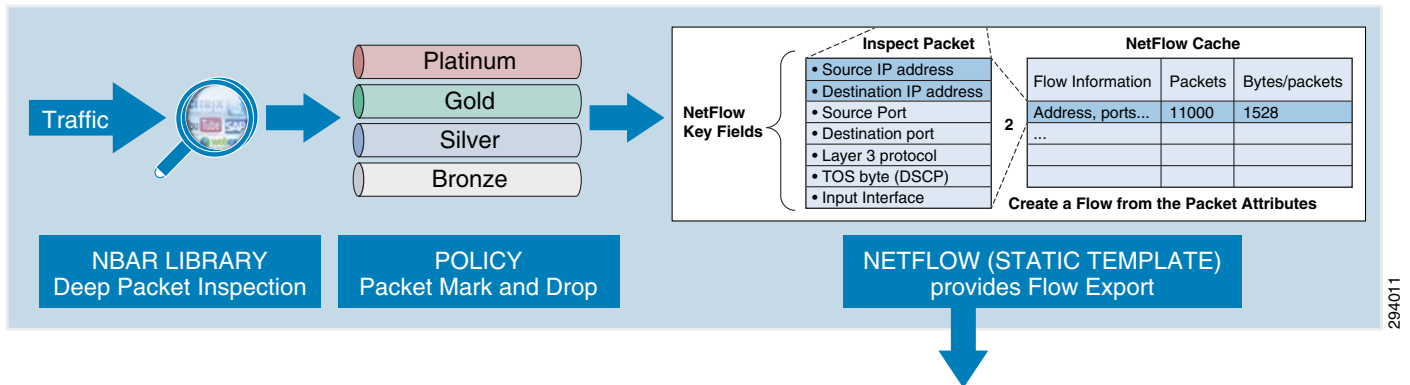 Traffic
Tube SAP
Platinum
Gold
Silver
Bronze
NetFlow
Key Fields
Inspect Packet
• Source IP address
• Destination IP address
• Source Port
• Destination port
• Layer 3 protocol
• TOS byte (DSCP)
• Input Interface
2
NetFlow Cache
Flow Information Packets Bytes/packets
Address, ports... 11000 1528
...
Create a Flow from the Packet Attributes
NBAR LIBRARY
Deep Packet Inspection
POLICY
Packet Mark and Drop
NETFLOW (STATIC TEMPLATE)
provides Flow Export
294011